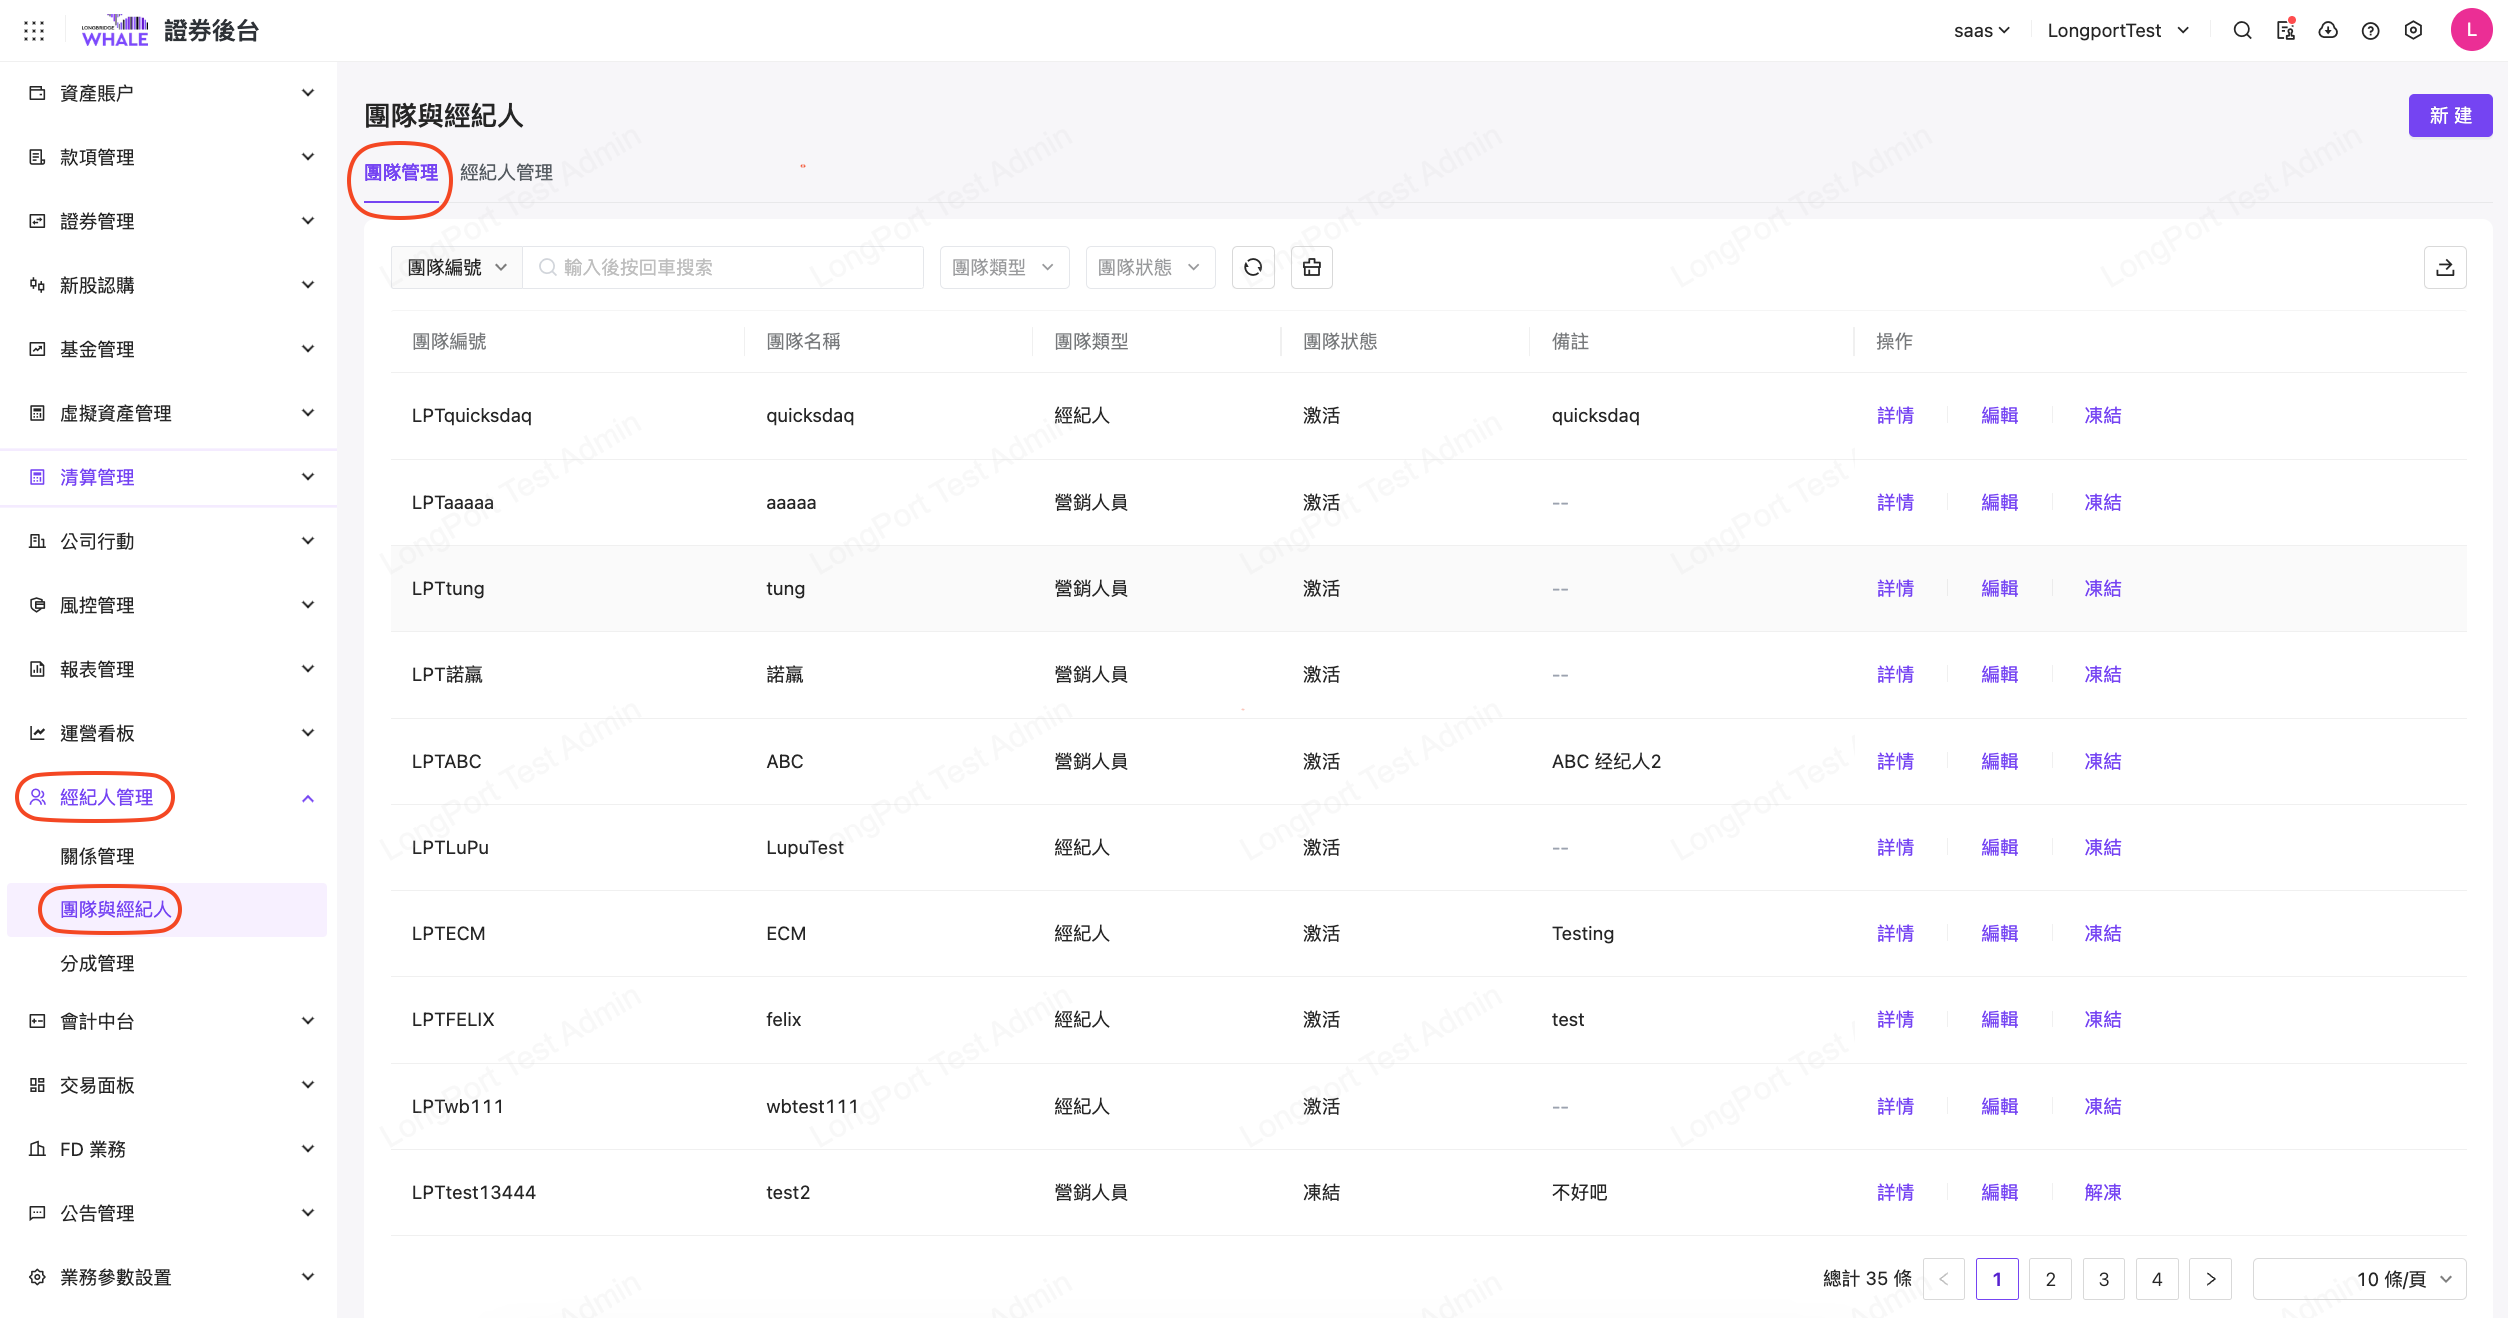 LONGBRIDGE
WHALE
證券後台
saas
LongportTest
L
資產賬户
款項管理
證券管理
新股認購
基金管理
虛擬資產管理
清算管理
公司行動
風控管理
報表管理
運營看板
經紀人管理
關係管理
團隊與經紀人
分成管理
會計中台
交易面板
FD 業務
公告管理
業務參數設置
團隊與經紀人
新 建
團隊管理 經紀人管理
團隊編號 輸入後按回車搜索 團隊類型 團隊狀態
團隊編號 團隊名稱 團隊類型 團隊狀態 備註 操作
LPTquicksdaq quicksdaq 經紀人 激活 quicksdaq 詳情 編輯 凍結
LPTaaaaa aaaaa 營銷人員 激活 -- 詳情 編輯 凍結
LPTtung tung 營銷人員 激活 -- 詳情 編輯 凍結
LPT諾贏 諾贏 營銷人員 激活 -- 詳情 編輯 凍結
LPTABC ABC 營銷人員 激活 ABC 经纪人2 詳情 編輯 凍結
LPTLuPu LupuTest 經紀人 激活 -- 詳情 編輯 凍結
LPTECM ECM 經紀人 激活 Testing 詳情 編輯 凍結
LPTFELIX felix 經紀人 激活 test 詳情 編輯 凍結
LPTwb111 wbtest111 經紀人 激活 -- 詳情 編輯 凍結
LPTtest13444 test2 營銷人員 凍結 不好吧 詳情 編輯 解凍
總計 35 條 1 2 3 4 10 條/頁
LongPort Test Admin